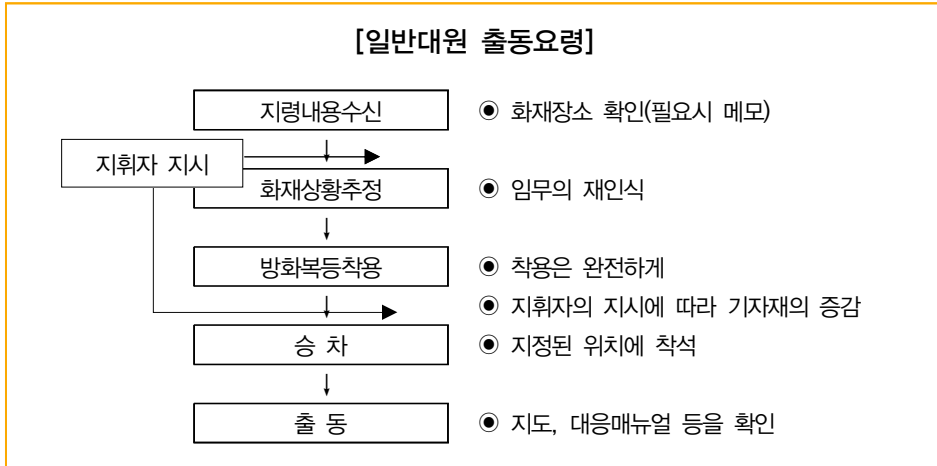 [일반대원 출동요령]
지령내용수신 ◉ 화재장소 확인(필요시 메모)
지휘자 지시
화재상황추정 ◉ 임무의 재인식
방화복등착용 ◉ 착용은 완전하게
◉ 지휘자의 지시에 따라 기자재의 증감
승 차 ◉ 지정된 위치에 착석
출 동 ◉ 지도, 대응매뉴얼 등을 확인